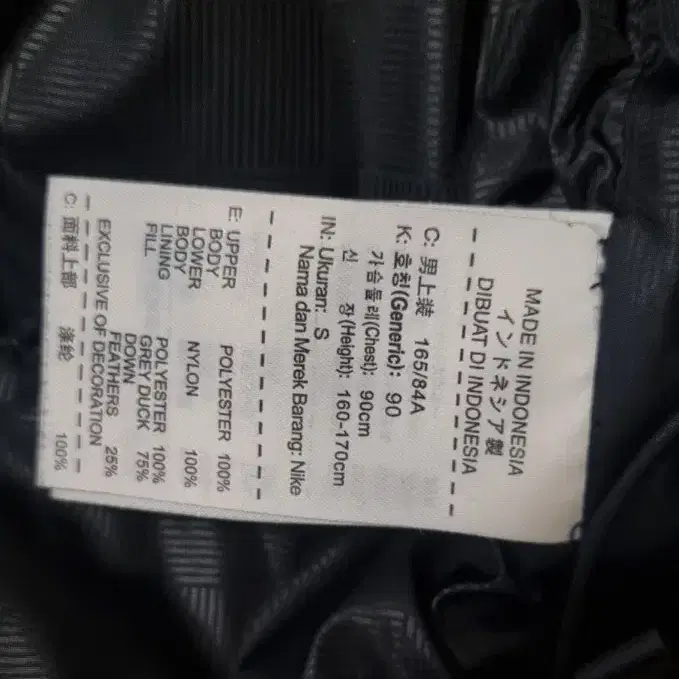 MADE IN INDONESIA
インドネシア製
DIBUAT DI INDONESIA
C: 男上装 165/84A
K: 호칭(Generic): 90
가슴둘레(Chest): 90cm
신 장(Height): 160-170cm
IN: Ukuran: S
Nama dan Merek Barang: Nike
E: UPPER
BODY POLYESTER 100%
LOWER
BODY NYLON 100%
LINING POLYESTER 100%
FILL GREY DUCK 75%
DOWN
FEATHERS 25%
EXCLUSIVE OF DECORATION
C: 面料上部 涤纶 100%